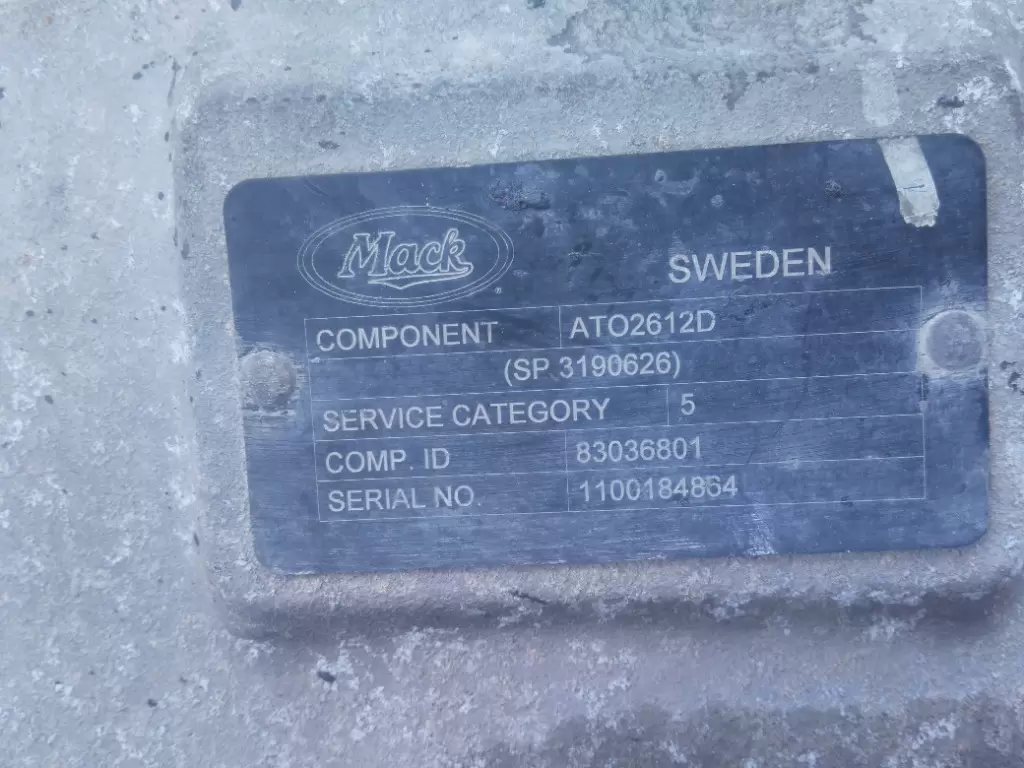 Mack
SWEDEN
COMPONENT ATO2612D
(SP 3190626)
SERVICE CATEGORY 5
COMP. ID 83036801
SERIAL NO. 1100184864